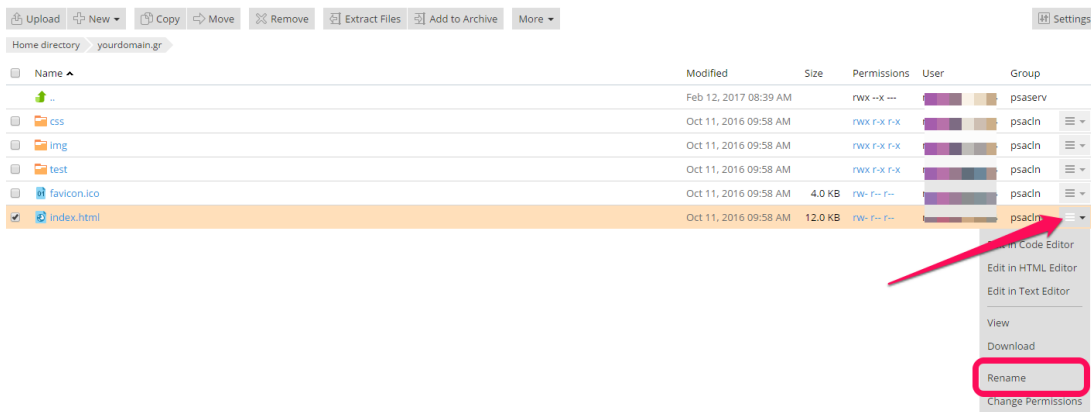 Upload New Copy Move Remove Extract Files Add to Archive More Settings
Home directory yourdomain.gr
Name Modified Size Permissions User Group
.. Feb 12, 2017 08:39 AM rwx --x --- psaserv
css Oct 11, 2016 09:58 AM rwx r-x r-x psacln
img Oct 11, 2016 09:58 AM rwx r-x r-x psacln
test Oct 11, 2016 09:58 AM rwx r-x r-x psacln
favicon.ico Oct 11, 2016 09:58 AM 4.0 KB rw- r-- r-- psacln
index.html Oct 11, 2016 09:58 AM 12.0 KB rw- r-- r-- psacln
Edit in Code Editor
Edit in HTML Editor
Edit in Text Editor
View
Download
Rename
Change Permissions